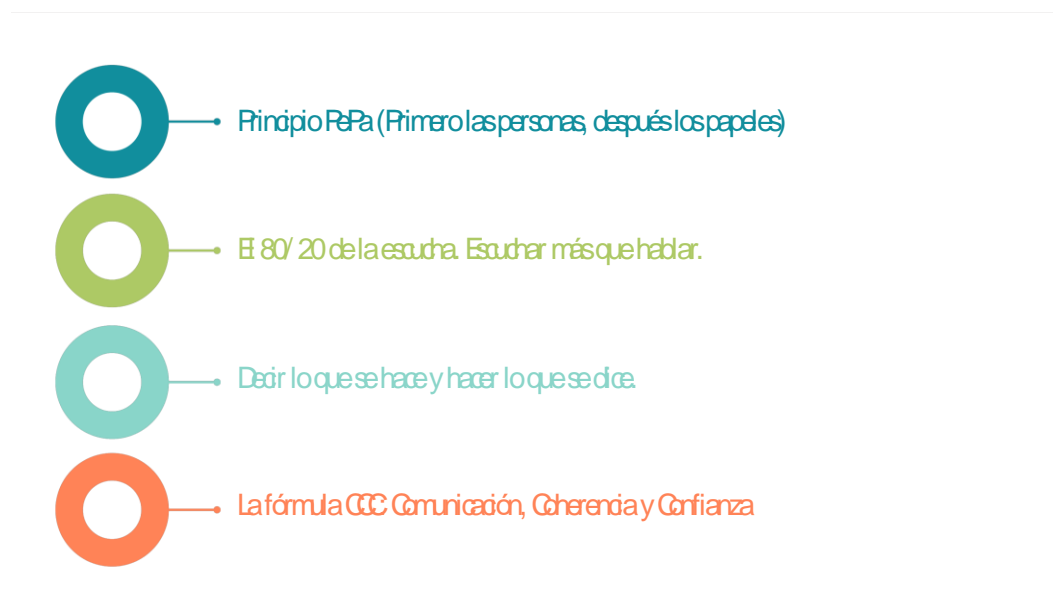 Principio PePa (Primero las personas, después los papeles)
El 80/20 de la escucha. Escuchar más que hablar.
Decir lo que se hace y hacer lo que se dice.
La fórmula CCC: Comunicación, Coherencia y Confianza